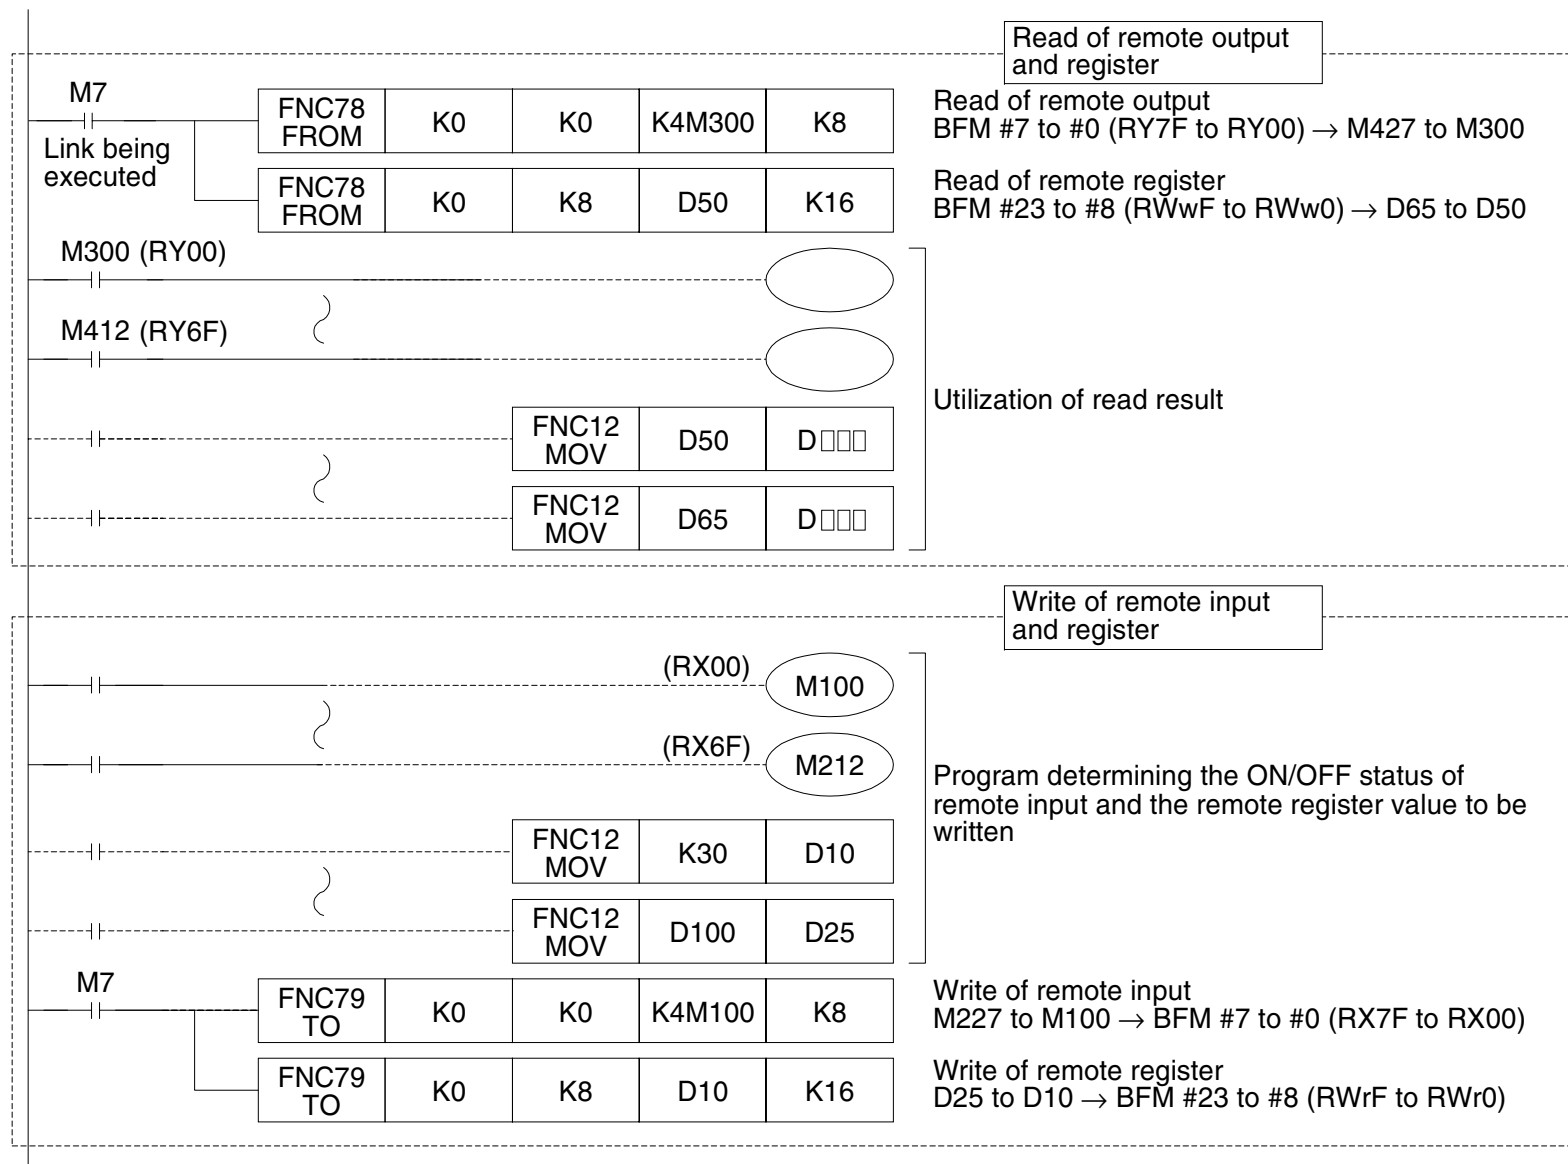 Read of remote output
and register
M7
Link being
executed
FNC78
FROM
K0
K0
K4M300
K8
Read of remote output
BFM #7 to #0 (RY7F to RY00) → M427 to M300
FNC78
FROM
K0
K8
D50
K16
Read of remote register
BFM #23 to #8 (RWwF to RWw0) → D65 to D50
M300 (RY00)
M412 (RY6F)
Utilization of read result
FNC12
MOV
D50
D□□□
FNC12
MOV
D65
D□□□
Write of remote input
and register
(RX00)
M100
(RX6F)
M212
Program determining the ON/OFF status of
remote input and the remote register value to be
written
FNC12
MOV
K30
D10
FNC12
MOV
D100
D25
M7
FNC79
TO
K0
K0
K4M100
K8
Write of remote input
M227 to M100 → BFM #7 to #0 (RX7F to RX00)
FNC79
TO
K0
K8
D10
K16
Write of remote register
D25 to D10 → BFM #23 to #8 (RWrF to RWr0)